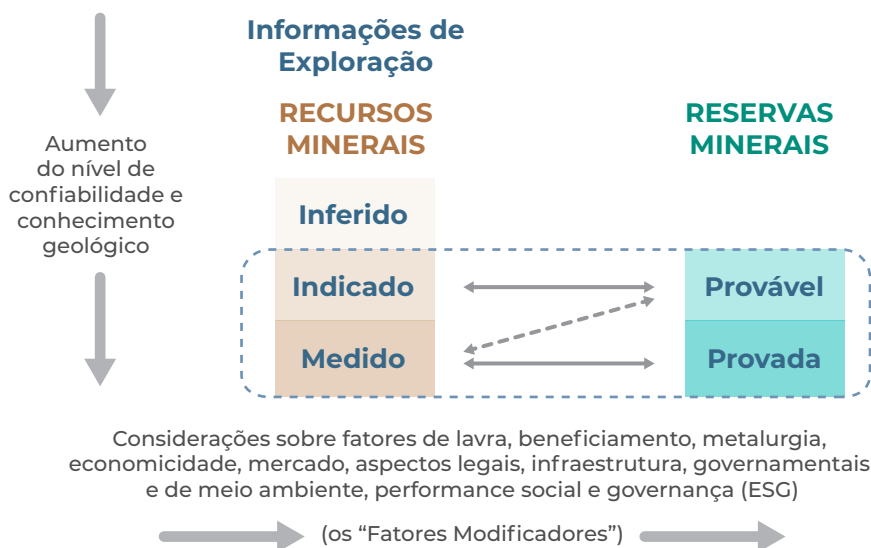 Informações de
Exploração
RECURSOS
MINERAIS
RESERVAS
MINERAIS
Aumento
do nível de
confiabilidade e
conhecimento
geológico
Inferido
Indicado
Provável
Medido
Provada
Considerações sobre fatores de lavra, beneficiamento, metalurgia,
economicidade, mercado, aspectos legais, infraestrutura, governamentais
e de meio ambiente, performance social e governança (ESG)
(os “Fatores Modificadores”)